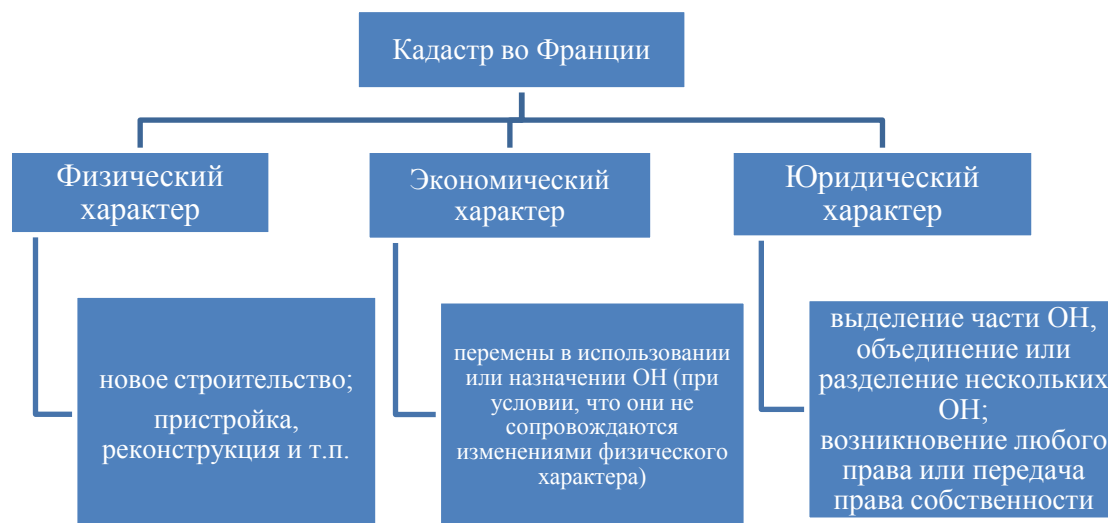 Кадастр во Франции
Физический
характер
Экономический
характер
Юридический
характер
новое строительство;
пристройка,
реконструкция и т.п.
перемены в использовании
или назначении ОН (при
условии, что они не
сопровождаются
изменениями физического
характера)
выделение части ОН,
объединение или
разделение нескольких
ОН;
возникновение любого
права или передача
права собственности